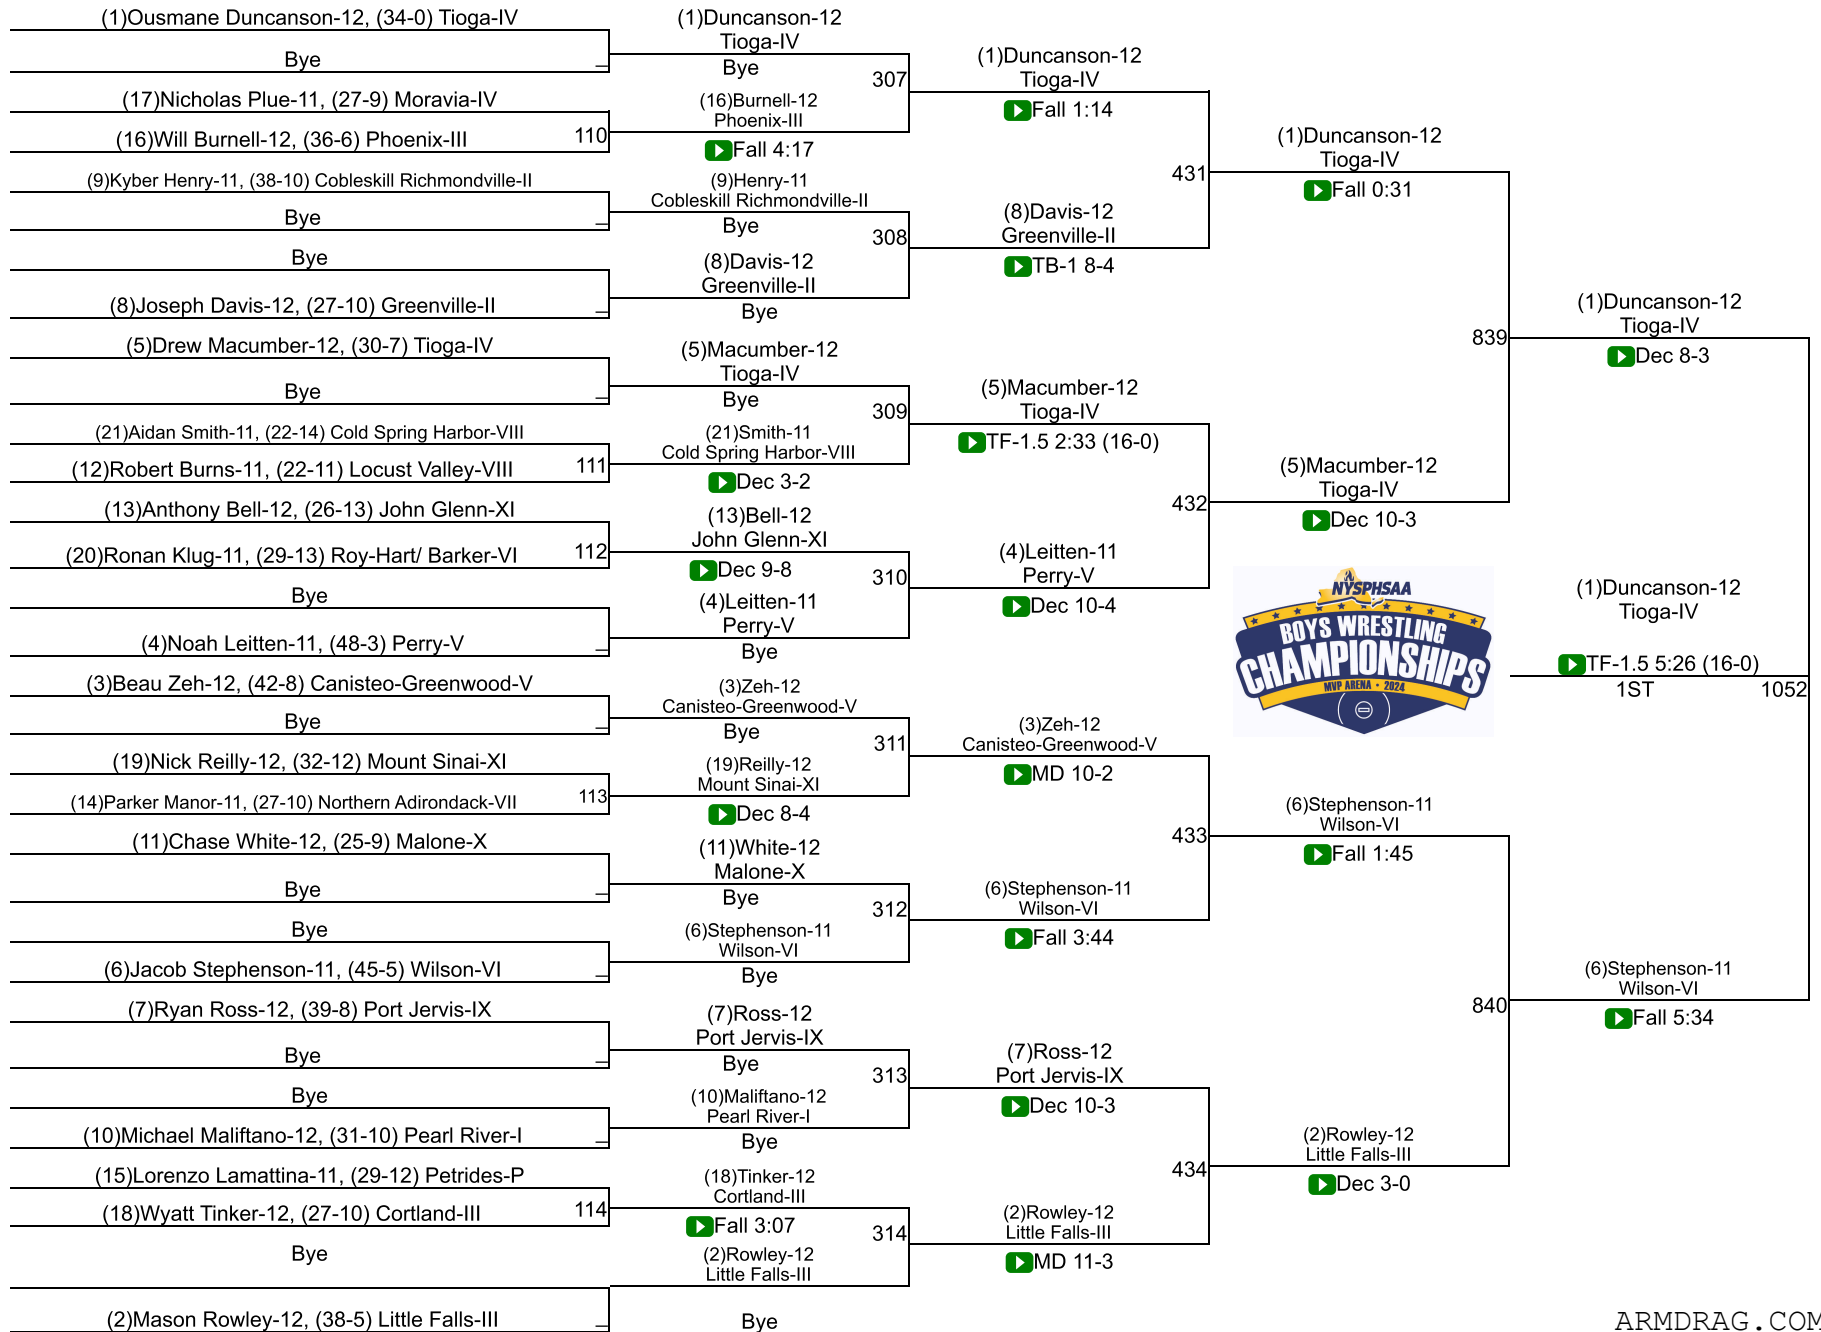 (1)Ousmane Duncanson-12, (34-0) Tioga-IV
Bye
(17)Nicholas Plue-11, (27-9) Moravia-IV
(16)Will Burnell-12, (36-6) Phoenix-III
110
(9)Kyber Henry-11, (38-10) Cobleskill Richmondville-II
Bye
Bye
(8)Joseph Davis-12, (27-10) Greenville-II
(5)Drew Macumber-12, (30-7) Tioga-IV
Bye
(21)Aidan Smith-11, (22-14) Cold Spring Harbor-VIII
(12)Robert Burns-11, (22-11) Locust Valley-VIII
111
(13)Anthony Bell-12, (26-13) John Glenn-XI
(20)Ronan Klug-11, (29-13) Roy-Hart/ Barker-VI
112
Bye
(4)Noah Leitten-11, (48-3) Perry-V
(3)Beau Zeh-12, (42-8) Canisteo-Greenwood-V
Bye
(19)Nick Reilly-12, (32-12) Mount Sinai-XI
(14)Parker Manor-11, (27-10) Northern Adirondack-VII
113
(11)Chase White-12, (25-9) Malone-X
Bye
Bye
(6)Jacob Stephenson-11, (45-5) Wilson-VI
(7)Ryan Ross-12, (39-8) Port Jervis-IX
Bye
Bye
(10)Michael Maliftano-12, (31-10) Pearl River-I
(15)Lorenzo Lamattina-11, (29-12) Petrides-P
(18)Wyatt Tinker-12, (27-10) Cortland-III
114
Bye
(2)Mason Rowley-12, (38-5) Little Falls-III
(1)Duncanson-12
Tioga-IV
Bye
307
(16)Burnell-12
Phoenix-III
Fall 4:17
(9)Henry-11
Cobleskill Richmondville-II
Bye
308
(8)Davis-12
Greenville-II
Bye
(5)Macumber-12
Tioga-IV
Bye
309
(21)Smith-11
Cold Spring Harbor-VIII
Dec 3-2
(13)Bell-12
John Glenn-XI
Dec 9-8
310
(4)Leitten-11
Perry-V
Bye
(3)Zeh-12
Canisteo-Greenwood-V
Bye
311
(19)Reilly-12
Mount Sinai-XI
Dec 8-4
(11)White-12
Malone-X
Bye
312
(6)Stephenson-11
Wilson-VI
Bye
(7)Ross-12
Port Jervis-IX
Bye
313
(10)Maliftano-12
Pearl River-I
Bye
(18)Tinker-12
Cortland-III
Fall 3:07
314
(2)Rowley-12
Little Falls-III
Bye
(1)Duncanson-12
Tioga-IV
Fall 1:14
431
(8)Davis-12
Greenville-II
TB-1 8-4
(5)Macumber-12
Tioga-IV
TF-1.5 2:33 (16-0)
432
(4)Leitten-11
Perry-V
Dec 10-4
(3)Zeh-12
Canisteo-Greenwood-V
MD 10-2
433
(6)Stephenson-11
Wilson-VI
Fall 3:44
(7)Ross-12
Port Jervis-IX
Dec 10-3
434
(2)Rowley-12
Little Falls-III
MD 11-3
(1)Duncanson-12
Tioga-IV
Fall 0:31
839
(5)Macumber-12
Tioga-IV
Dec 10-3
NYSPHSAA
BOYS WRESTLING
CHAMPIONSHIPS
MVP ARENA • 2024
(6)Stephenson-11
Wilson-VI
Fall 1:45
840
(2)Rowley-12
Little Falls-III
Dec 3-0
(1)Duncanson-12
Tioga-IV
Dec 8-3
(1)Duncanson-12
Tioga-IV
TF-1.5 5:26 (16-0)
1ST
1052
(6)Stephenson-11
Wilson-VI
Fall 5:34
ARMDRAG.COM